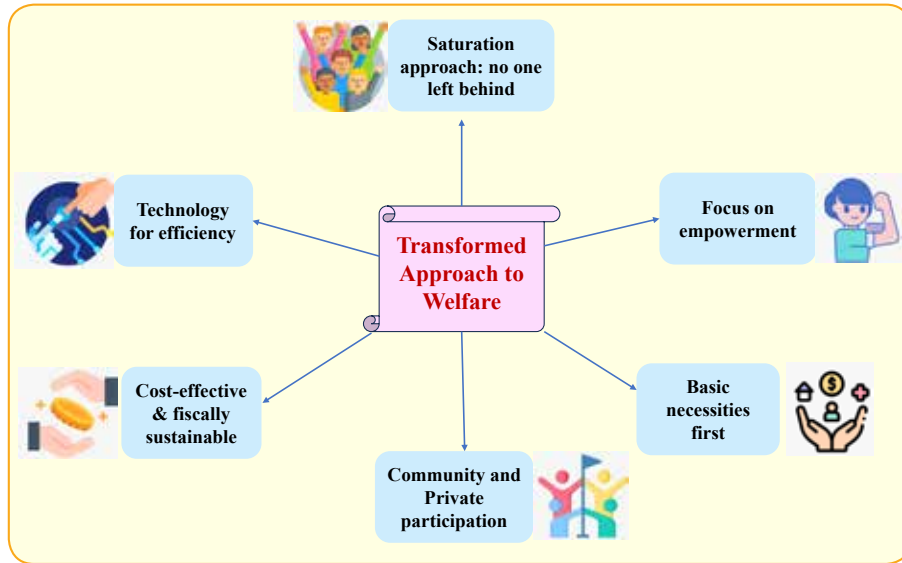 Saturation
approach: no one
left behind
Technology
for efficiency
Focus on
empowerment
Transformed
Approach to
Welfare
Cost-effective
& fiscally
sustainable
Basic
necessities
first
Community and
Private
participation
$